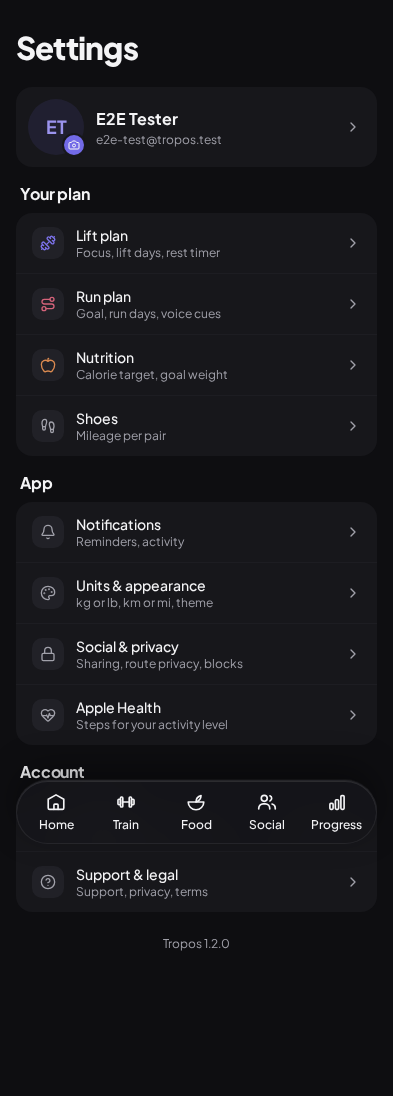 Settings
ET
E2E Tester
e2e-test@tropos.test
Your plan
Lift plan
Focus, lift days, rest timer
Run plan
Goal, run days, voice cues
Nutrition
Calorie target, goal weight
Shoes
Mileage per pair
App
Notifications
Reminders, activity
Units & appearance
kg or lb, km or mi, theme
Social & privacy
Sharing, route privacy, blocks
Apple Health
Steps for your activity level
Account
Home Train Food Social Progress
Support & legal
Support, privacy, terms
Tropos 1.2.0